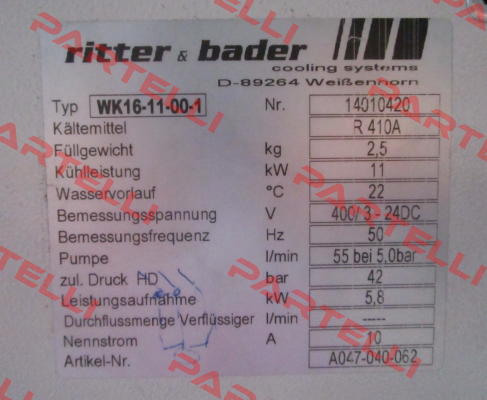 ritter & bader
cooling systems
D-89264 Weißenhorn
Typ WK16-11-00-1 Nr. 14010420
Kältemittel R 410A
Füllgewicht kg 2,5
Kühlleistung kW 11
Wasservorlauf °C 22
Bemessungsspannung V 400/ 3 - 24DC
Bemessungsfrequenz Hz 50
Pumpe l/min 55 bei 5,0bar
zul. Druck HD bar 42
Leistungsaufnahme kW 5,8
Durchflussmenge Verflüssiger l/min -----
Nennstrom A 10
Artikel-Nr. A047-040-062
PARTELLI
PARTELLI
PARTELLI
PARTELLI
PARTELLI